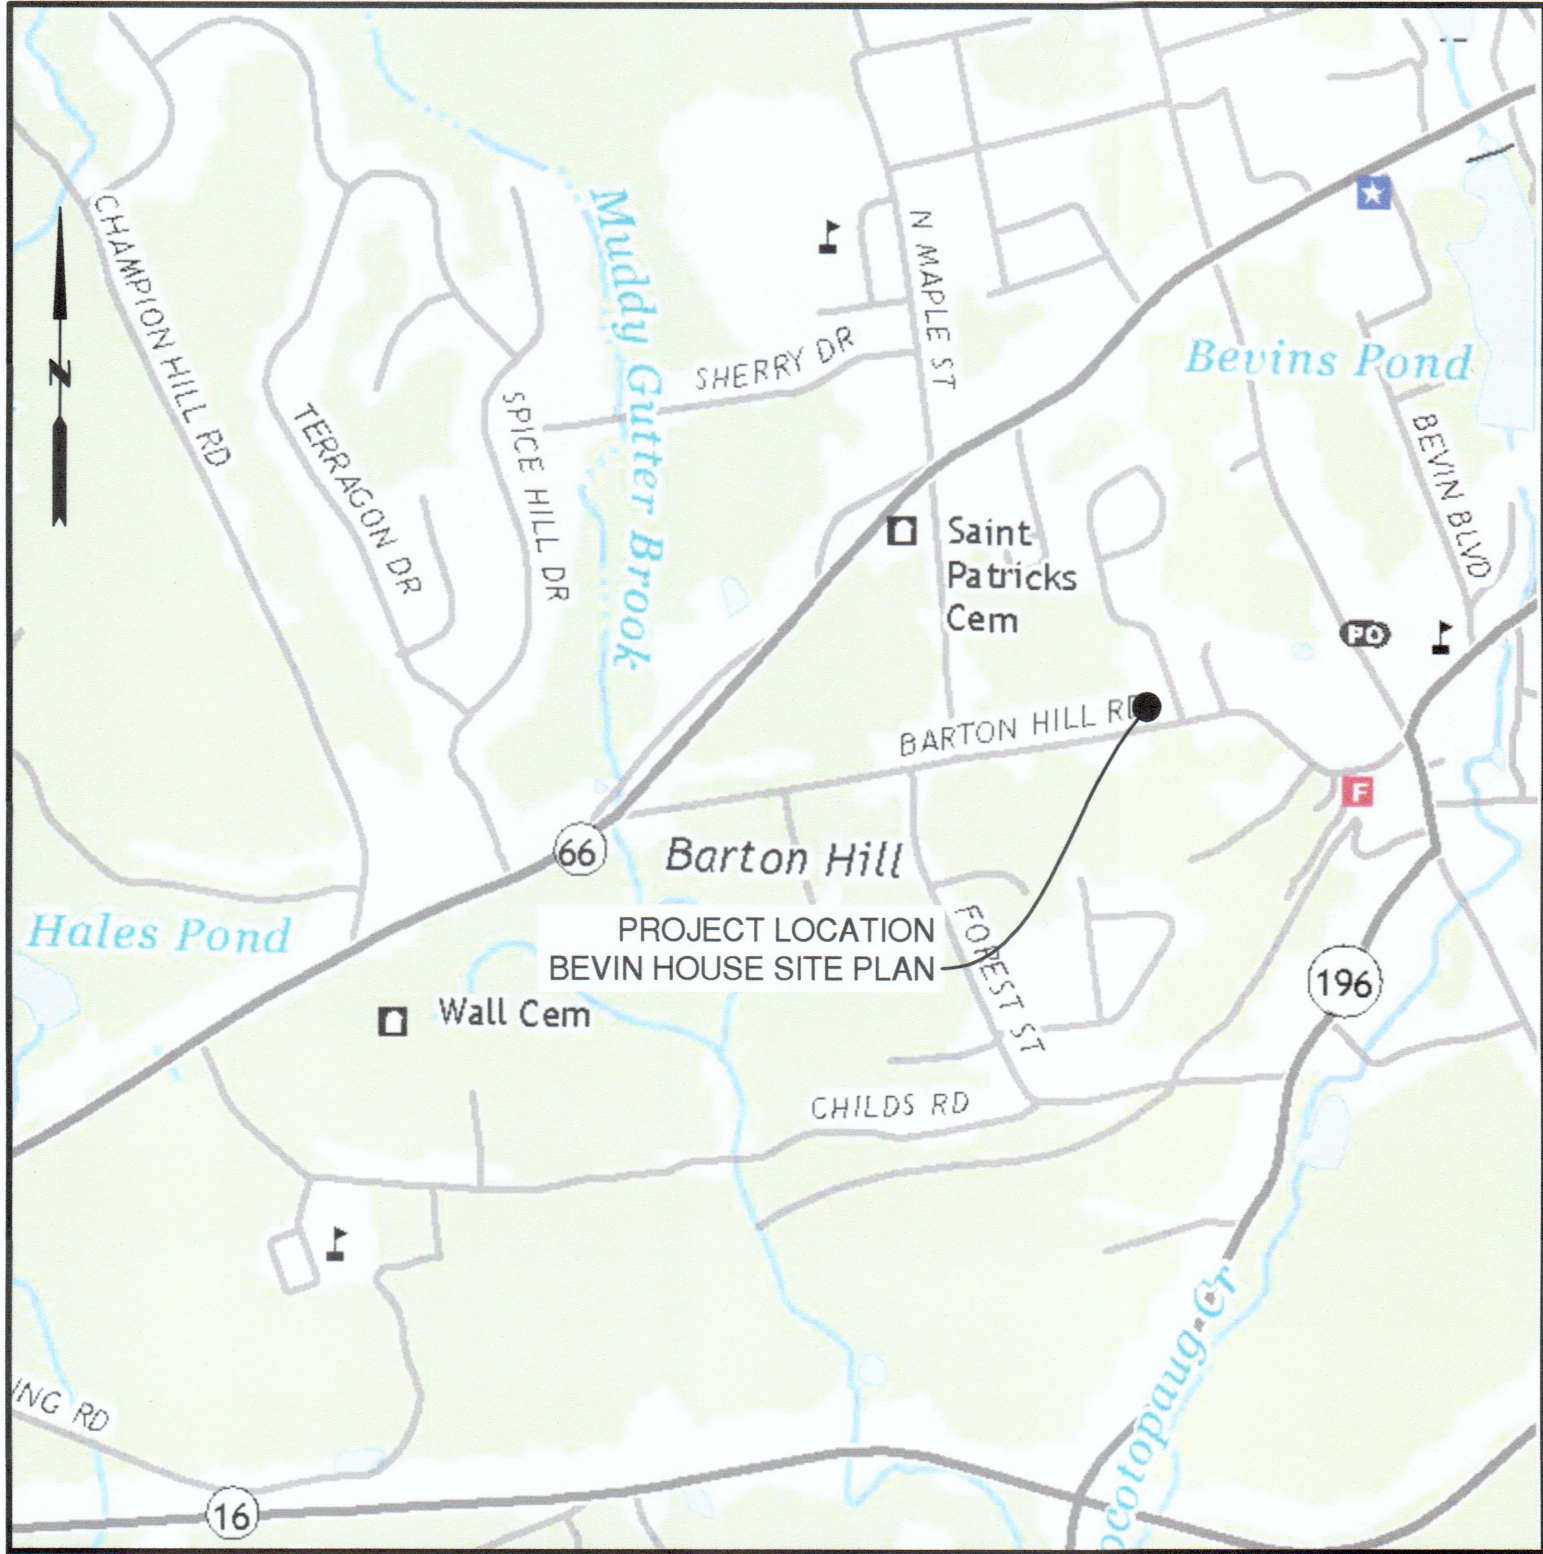 CHAMPION HILL RD
N
Muddy Gutter Brook
N MAPLE ST
SHERRY DR
Bevins Pond
TERRAGON DR
SPICE HILL DR
BEVIN BLVD
Saint
Patricks
Cem
PO
BARTON HILL
F
66
Barton Hill
Hales Pond
PROJECT LOCATION
BEVIN HOUSE SITE PLAN
FOREST ST
196
Wall Cem
CHILDS RD
ING RD
ocotopaug Cr
16